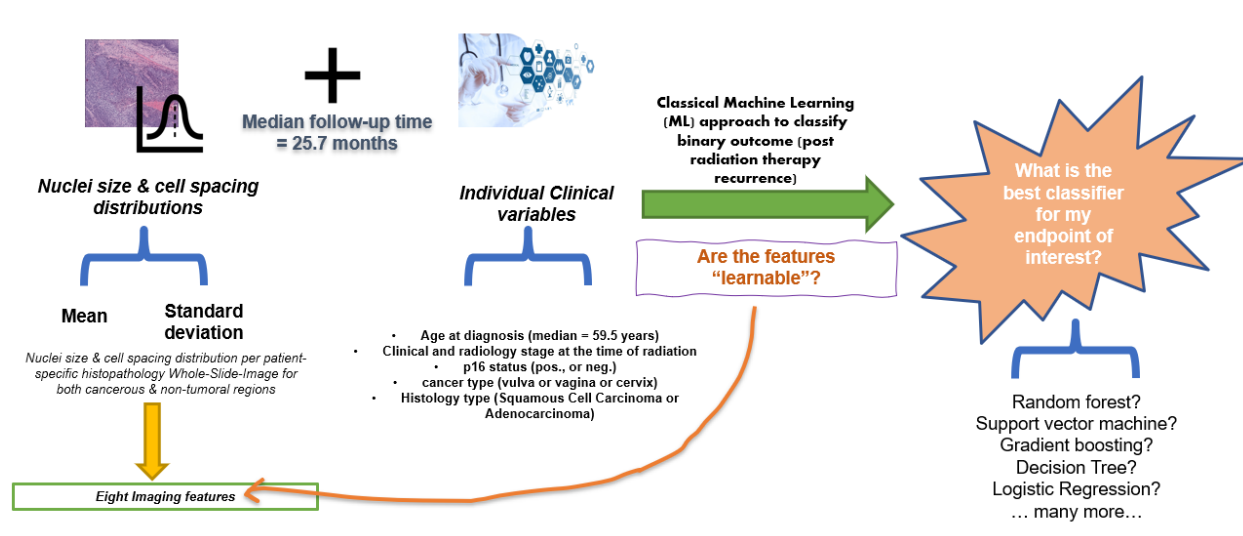 Median follow-up time
= 25.7 months
Nuclei size & cell spacing
distributions
Mean
Standard
deviation
Nuclei size & cell spacing distribution per patient-
specific histopathology Whole-Slide-Image for
both cancerous & non-tumoral regions
Eight Imaging features
Individual Clinical
variables
• Age at diagnosis (median = 59.5 years)
• Clinical and radiology stage at the time of radiation
• p16 status (pos., or neg.)
• cancer type (vulva or vagina or cervix)
• Histology type (Squamous Cell Carcinoma or
Adenocarcinoma)
Classical Machine Learning
(ML) approach to classify
binary outcome (post
radiation therapy
recurrence)
Are the features
“learnable”?
What is the
best classifier
for my
endpoint of
interest?
Random forest?
Support vector machine?
Gradient boosting?
Decision Tree?
Logistic Regression?
… many more…